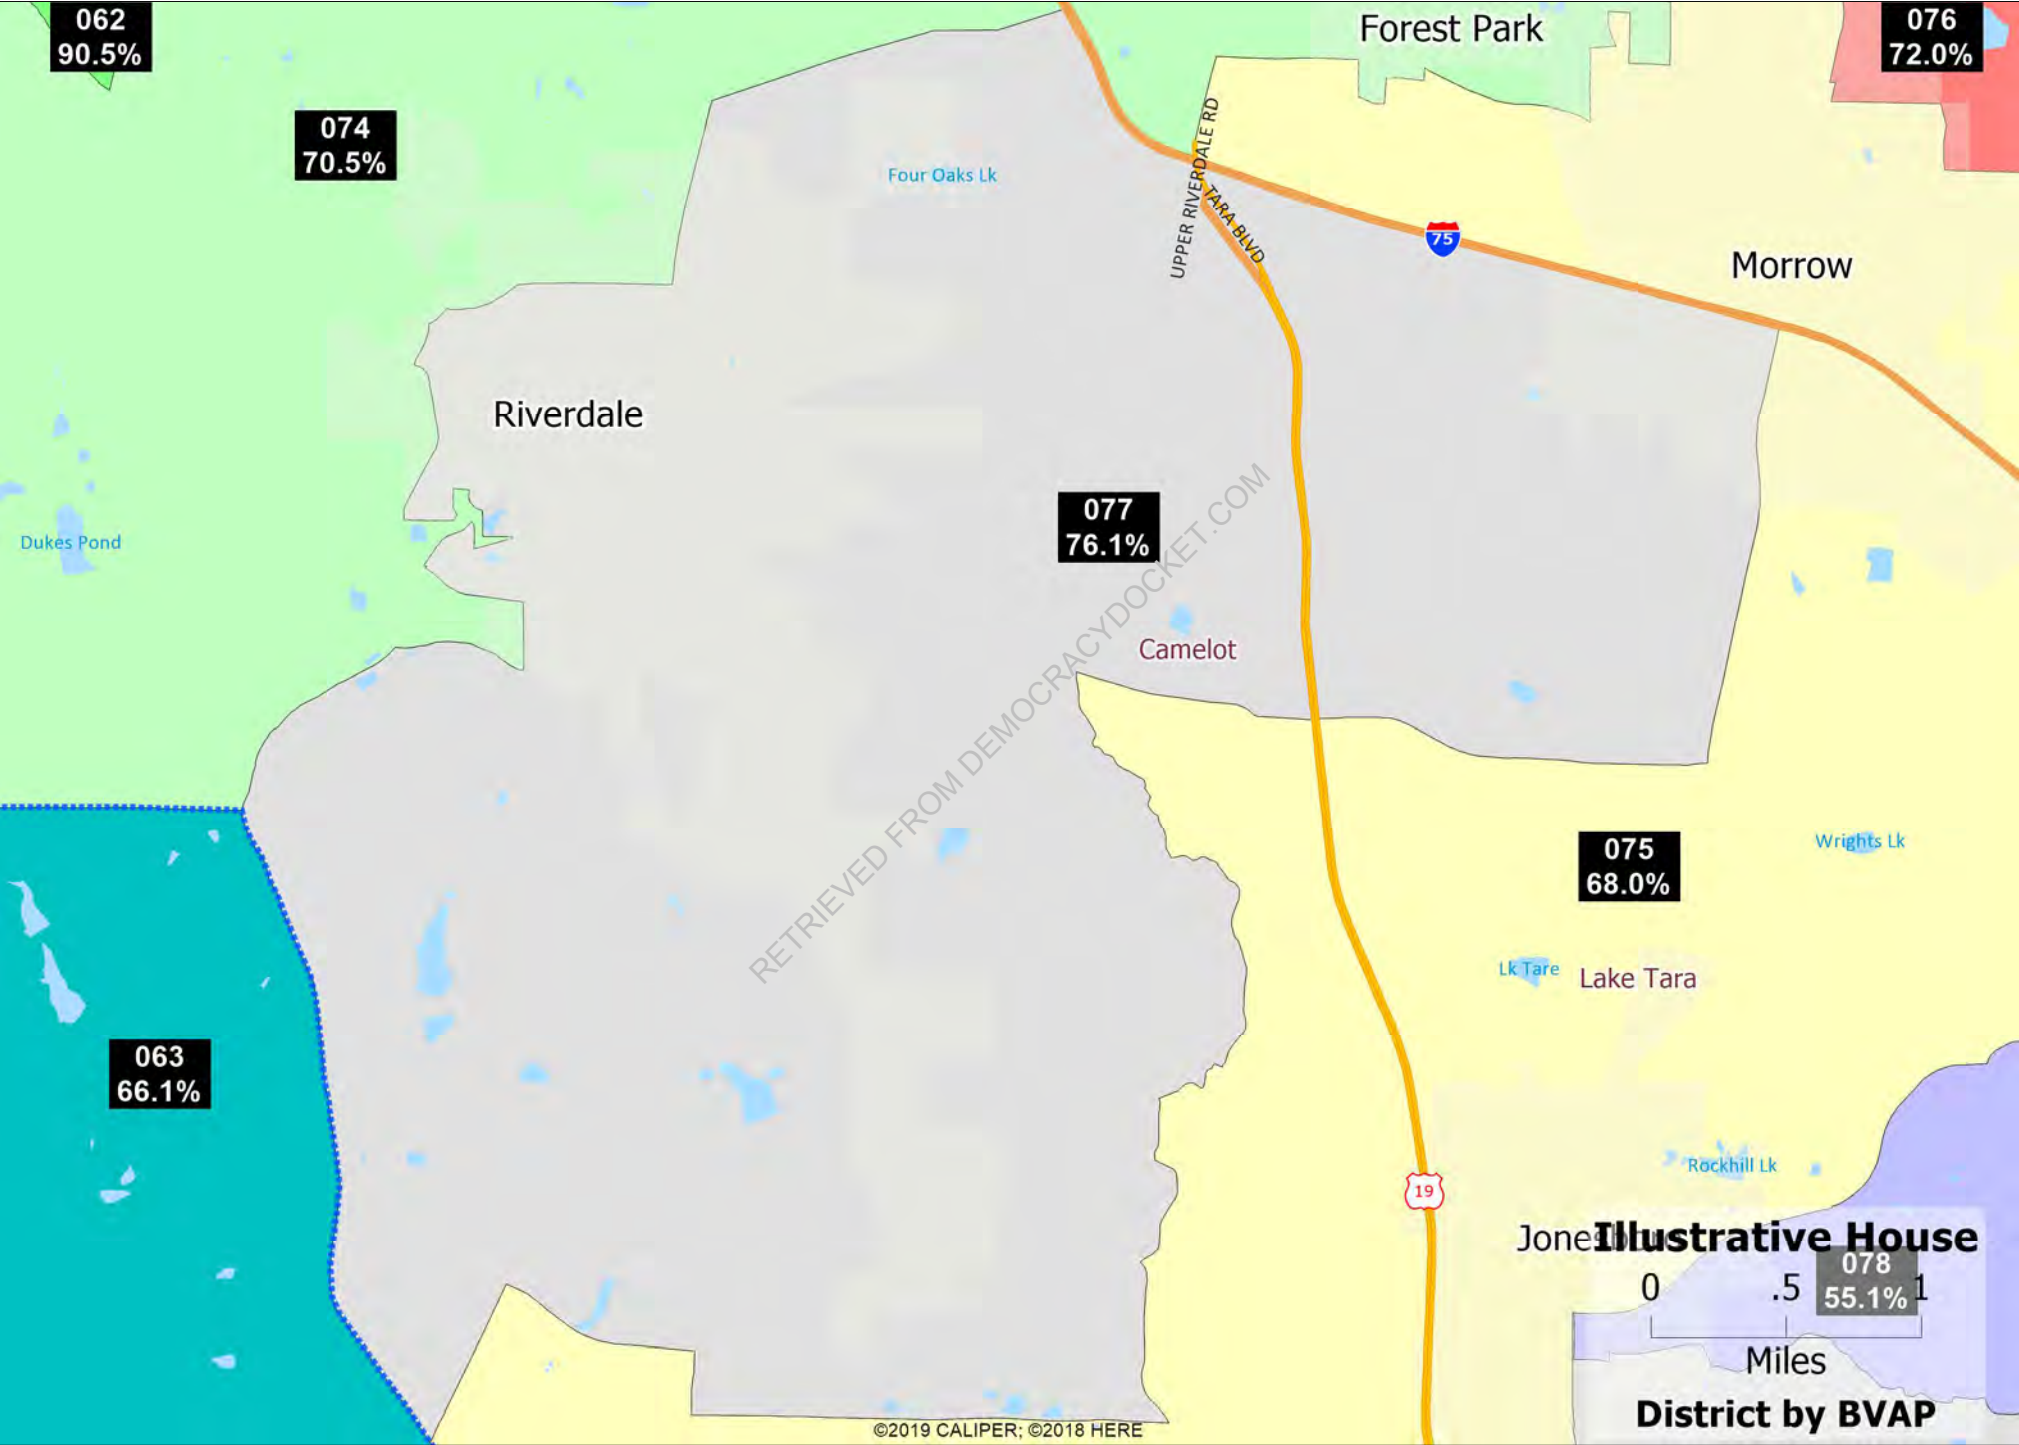 062
90.5%
Forest Park
076
72.0%
074
70.5%
UPPER RIVERDALE RD
TARA BLVD
Four Oaks Lk
75
Morrow
Riverdale
077
76.1%
Dukes Pond
Camelot
RETRIEVED FROM DEMOCRACYDOCKET.COM
075
68.0%
Wrights Lk
Lk Tare
Lake Tara
063
66.1%
Rockhill Lk
19
Illustrative House
078
55.1%
0 .5 1
Miles
District by BVAP
©2019 CALIPER; ©2018 HERE